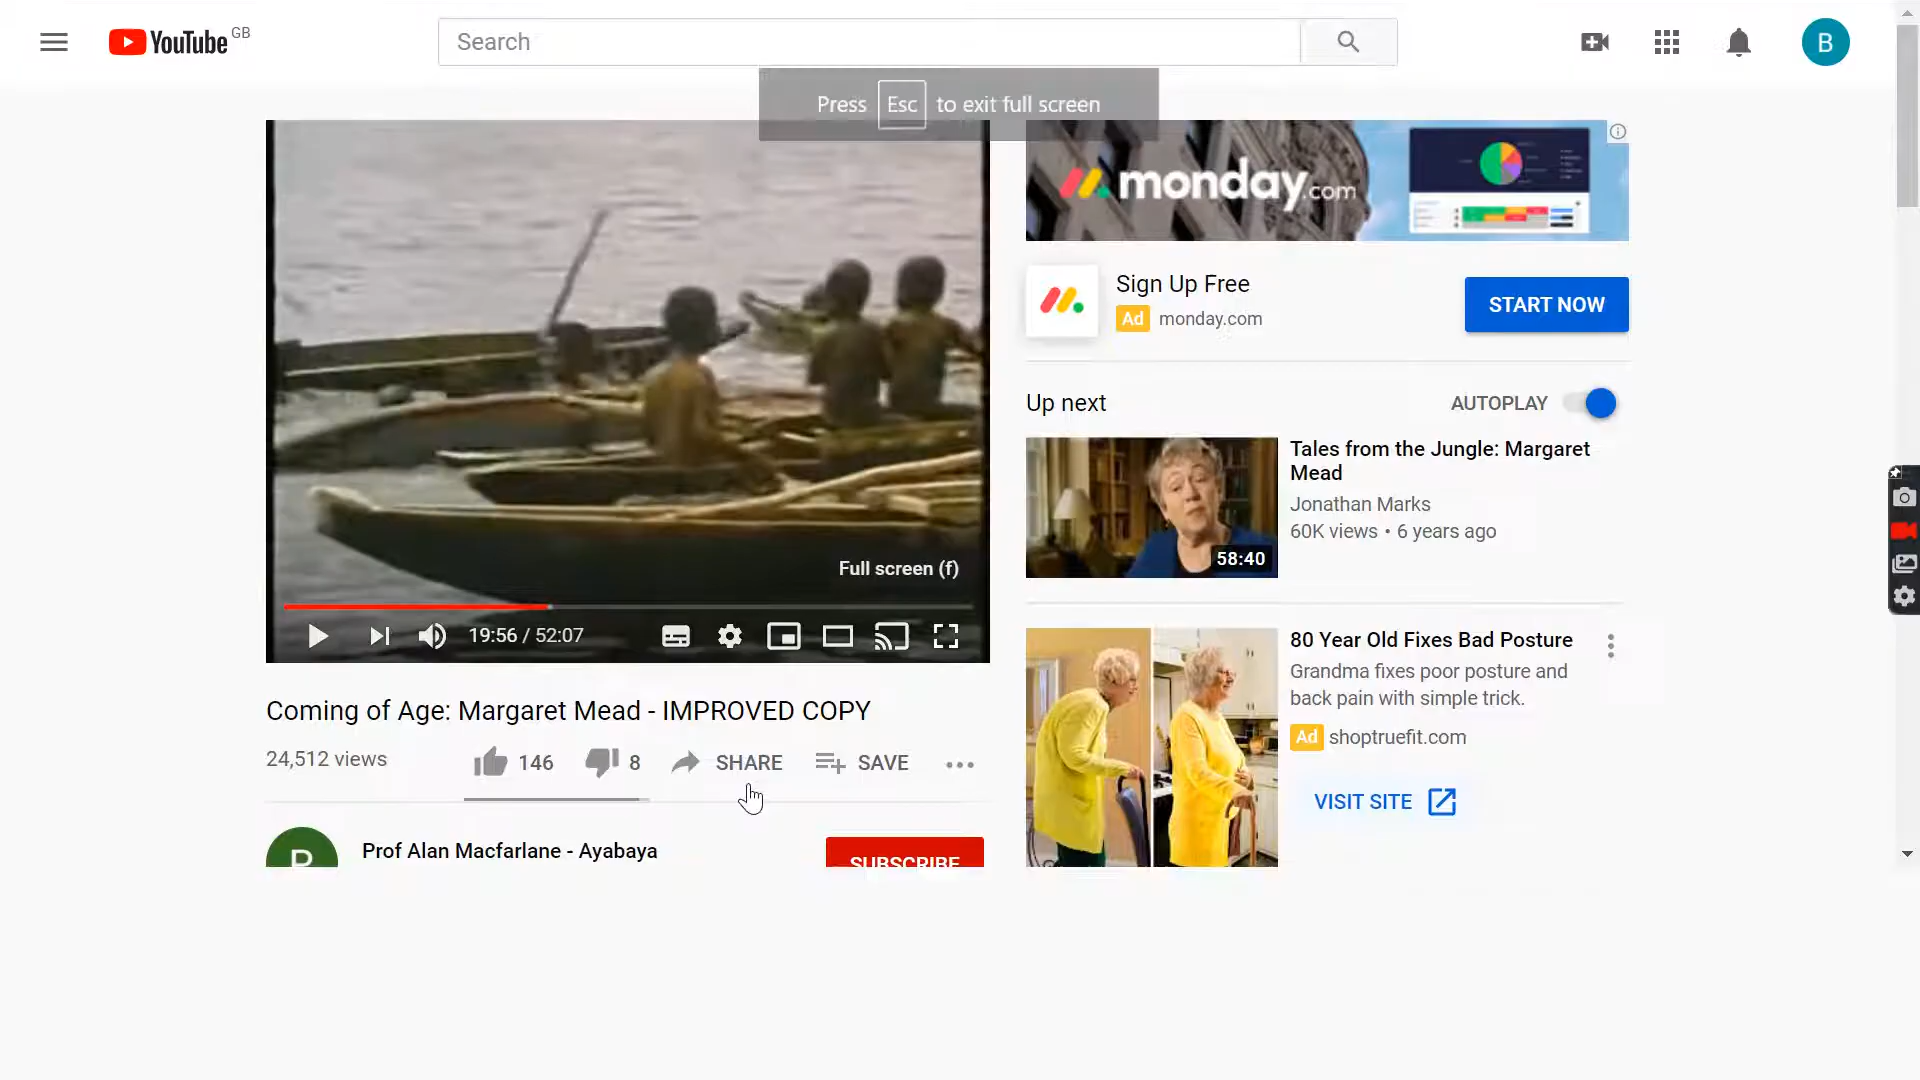 YouTube GB
Search
B
Press Esc to exit full screen
monday.com
Sign Up Free
Ad monday.com
START NOW
Up next
AUTOPLAY
Tales from the Jungle: Margaret
Mead
Jonathan Marks
60K views • 6 years ago
58:40
Full screen (f)
19:56 / 52:07
80 Year Old Fixes Bad Posture
Grandma fixes poor posture and
back pain with simple trick.
Ad shoptruefit.com
VISIT SITE
Coming of Age: Margaret Mead - IMPROVED COPY
24,512 views
146
8
SHARE
SAVE
P
Prof Alan Macfarlane - Ayabaya
SUBSCRIBE